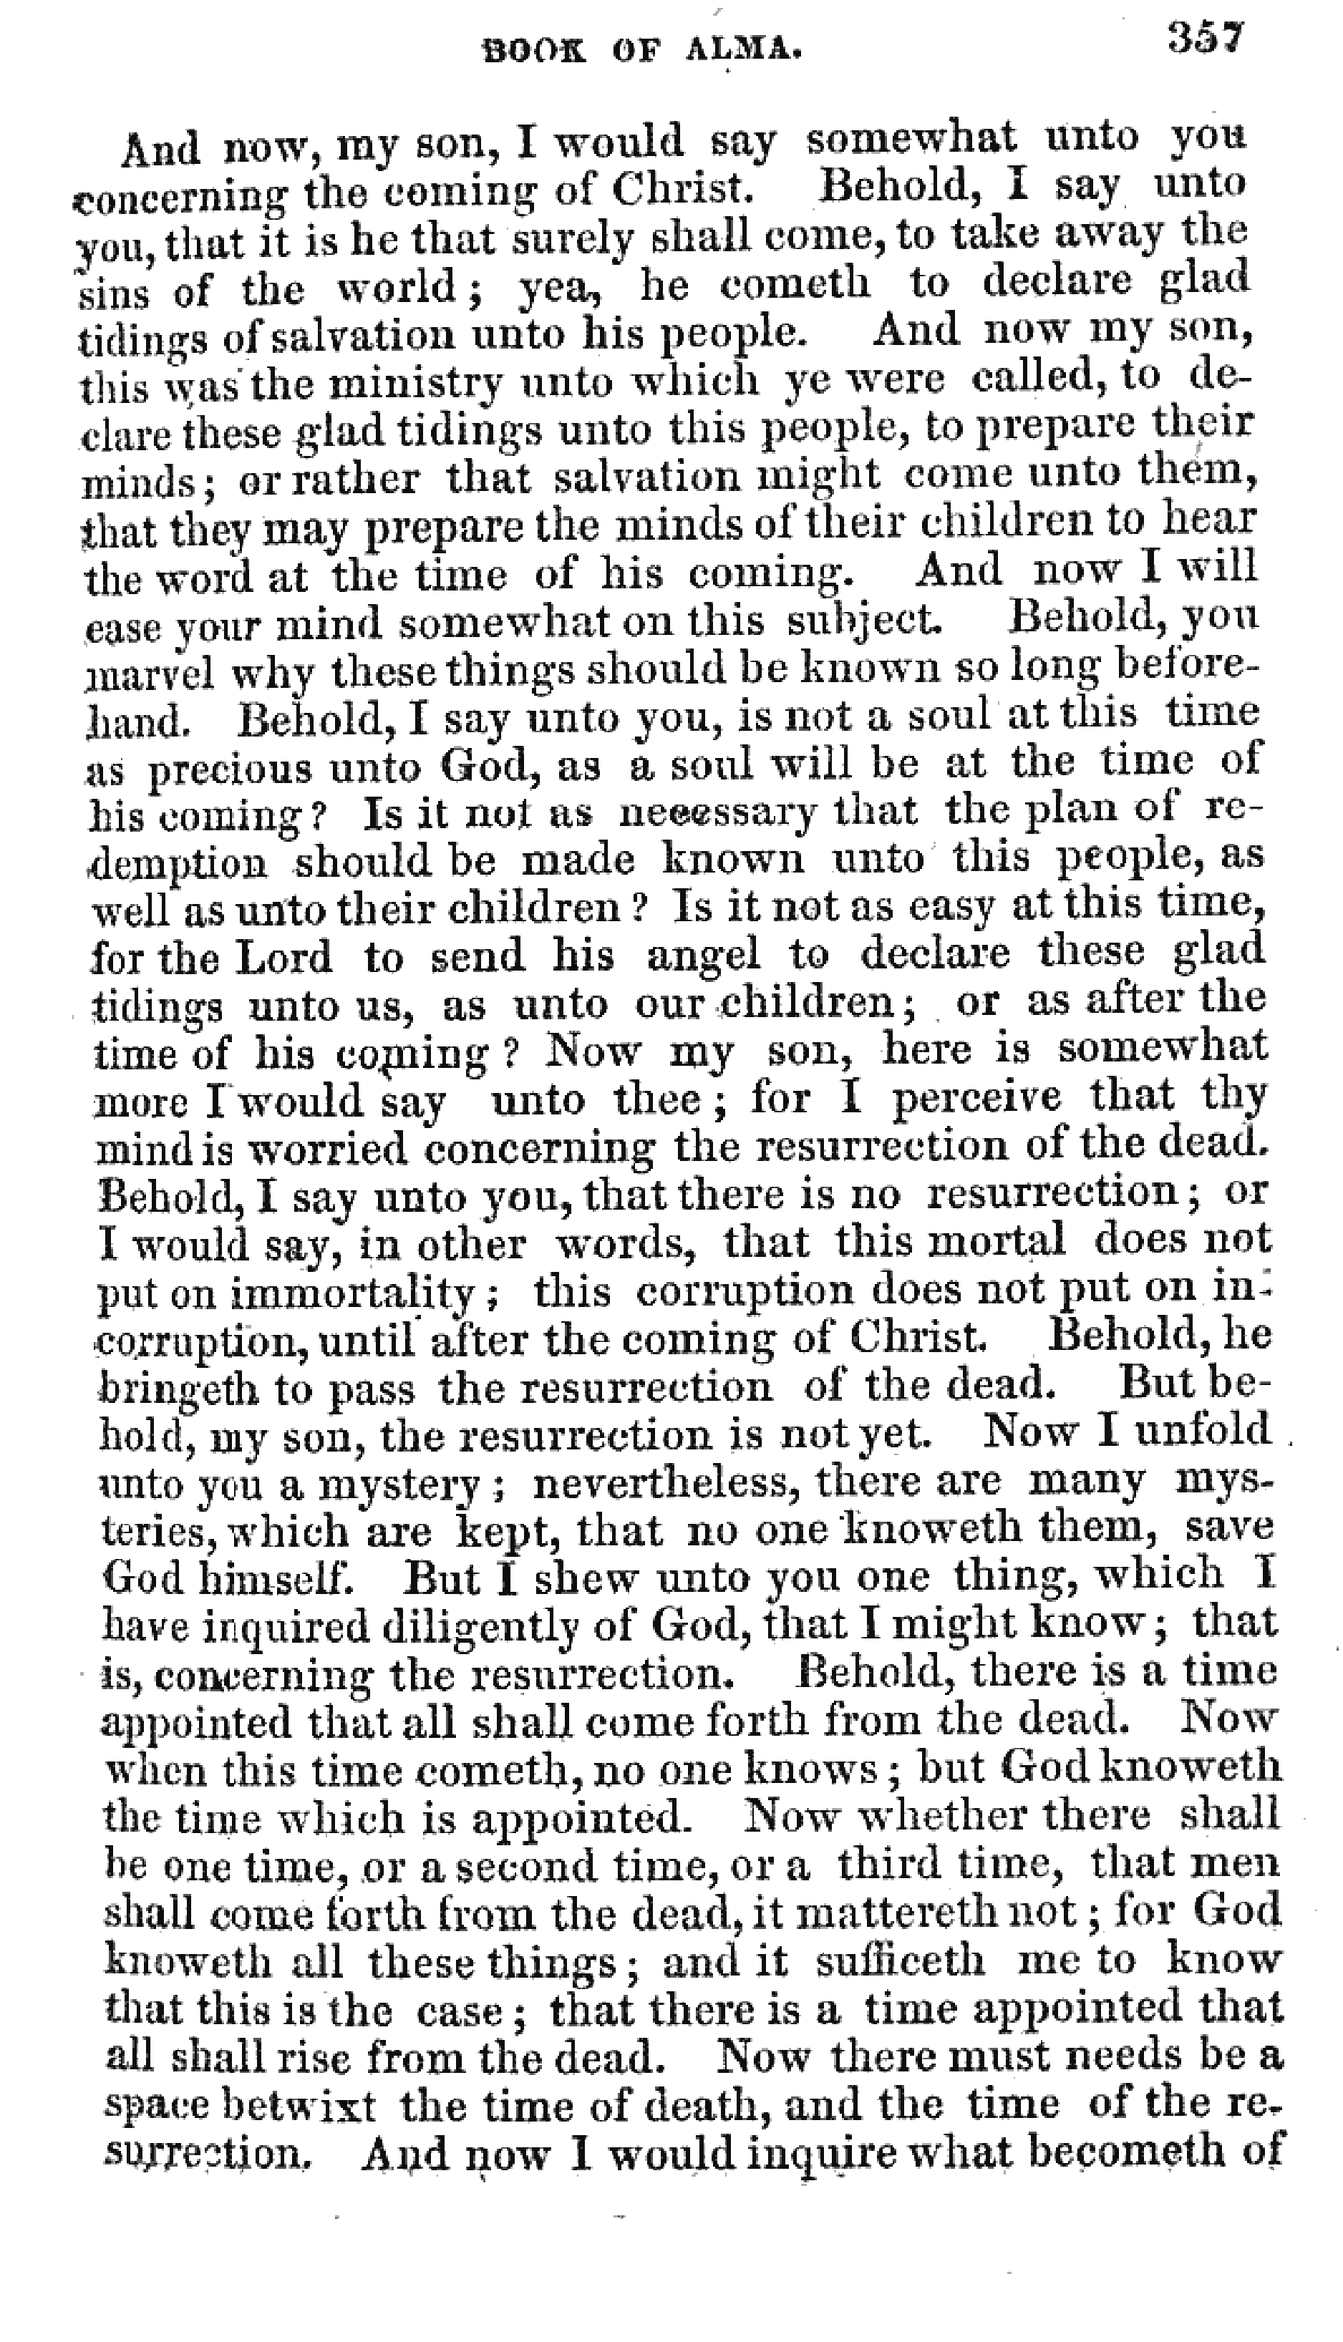 BOOK OF ALMA. 357
And now, my son, I would say somewhat unto you
concerning the coming of Christ. Behold, I say unto
you, that it is he that surely shall come, to take away the
sins of the world; yea, he cometh to declare glad
tidings of salvation unto his people. And now my son,
this was the ministry unto which ye were called, to de-
clare these glad tidings unto this people, to prepare their
minds; or rather that salvation might come unto them,
that they may prepare the minds of their children to hear
the word at the time of his coming. And now I will
ease your mind somewhat on this subject. Behold, you
marvel why these things should be known so long before-
hand. Behold, I say unto you, is not a soul at this time
as precious unto God, as a soul will be at the time of
his coming? Is it not as necessary that the plan of re-
demption should be made known unto this people, as
well as unto their children? Is it not as easy at this time,
for the Lord to send his angel to declare these glad
tidings unto us, as unto our children; or as after the
time of his coming? Now my son, here is somewhat
more I would say unto thee; for I perceive that thy
mind is worried concerning the resurrection of the dead.
Behold, I say unto you, that there is no resurrection; or
I would say, in other words, that this mortal does not
put on immortality; this corruption does not put on in-
corruption, until after the coming of Christ. Behold, he
bringeth to pass the resurrection of the dead. But be-
hold, my son, the resurrection is not yet. Now I unfold
unto you a mystery; nevertheless, there are many mys-
teries, which are kept, that no one knoweth them, save
God himself. But I shew unto you one thing, which I
have inquired diligently of God, that I might know; that
is, concerning the resurrection. Behold, there is a time
appointed that all shall come forth from the dead. Now
when this time cometh, no one knows; but God knoweth
the time which is appointed. Now whether there shall
be one time, or a second time, or a third time, that men
shall come forth from the dead, it mattereth not; for God
knoweth all these things; and it sufficeth me to know
that this is the case; that there is a time appointed that
all shall rise from the dead. Now there must needs be a
space betwixt the time of death, and the time of the re-
surrection. And now I would inquire what becometh of